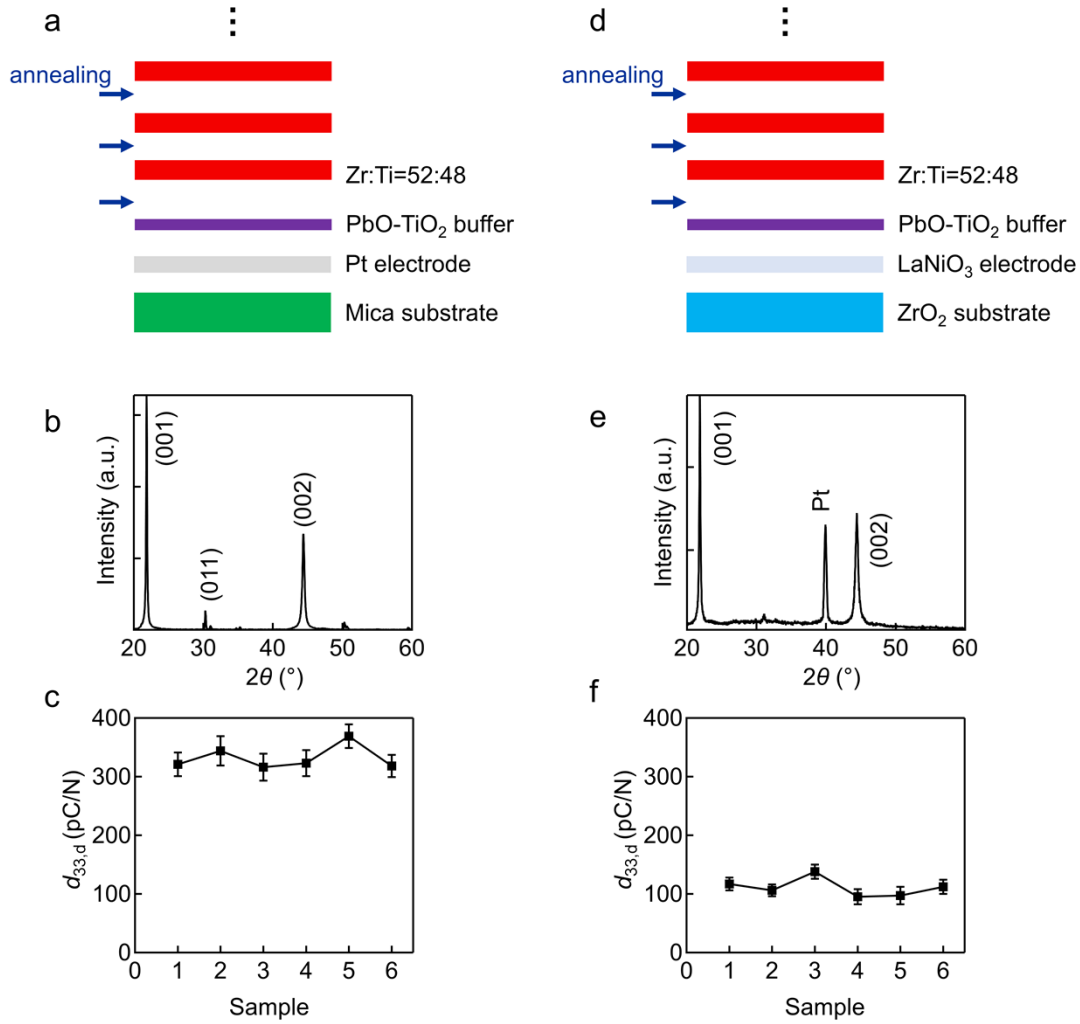 a
annealing
Zr:Ti=52:48
PbO-TiO₂ buffer
Pt electrode
Mica substrate
d
Zr:Ti=52:48
PbO-TiO₂ buffer
LaNiO₃ electrode
ZrO₂ substrate
b
Intensity (a.u.)
(001)
(011)
(002)
20 30 40 50 60
2θ (°)
e
Intensity (a.u.)
(001)
Pt
(002)
20 30 40 50 60
2θ (°)
c
d₃₃,d (pC/N)
400
300
200
100
0
0 1 2 3 4 5 6
Sample
f
d₃₃,d (pC/N)
400
300
200
100
0
0 1 2 3 4 5 6
Sample
annealing